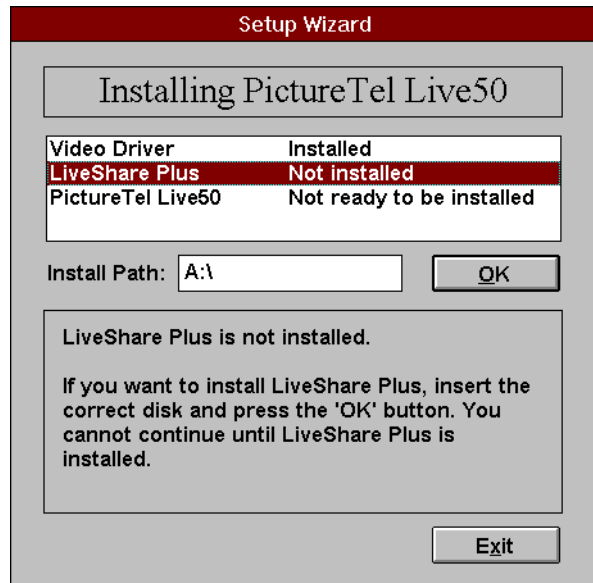 Setup Wizard
Installing PictureTel Live50
Video Driver Installed
LiveShare Plus Not installed
PictureTel Live50 Not ready to be installed
Install Path: A:\ OK
LiveShare Plus is not installed.
If you want to install LiveShare Plus, insert the
correct disk and press the 'OK' button. You
cannot continue until LiveShare Plus is
installed.
Exit